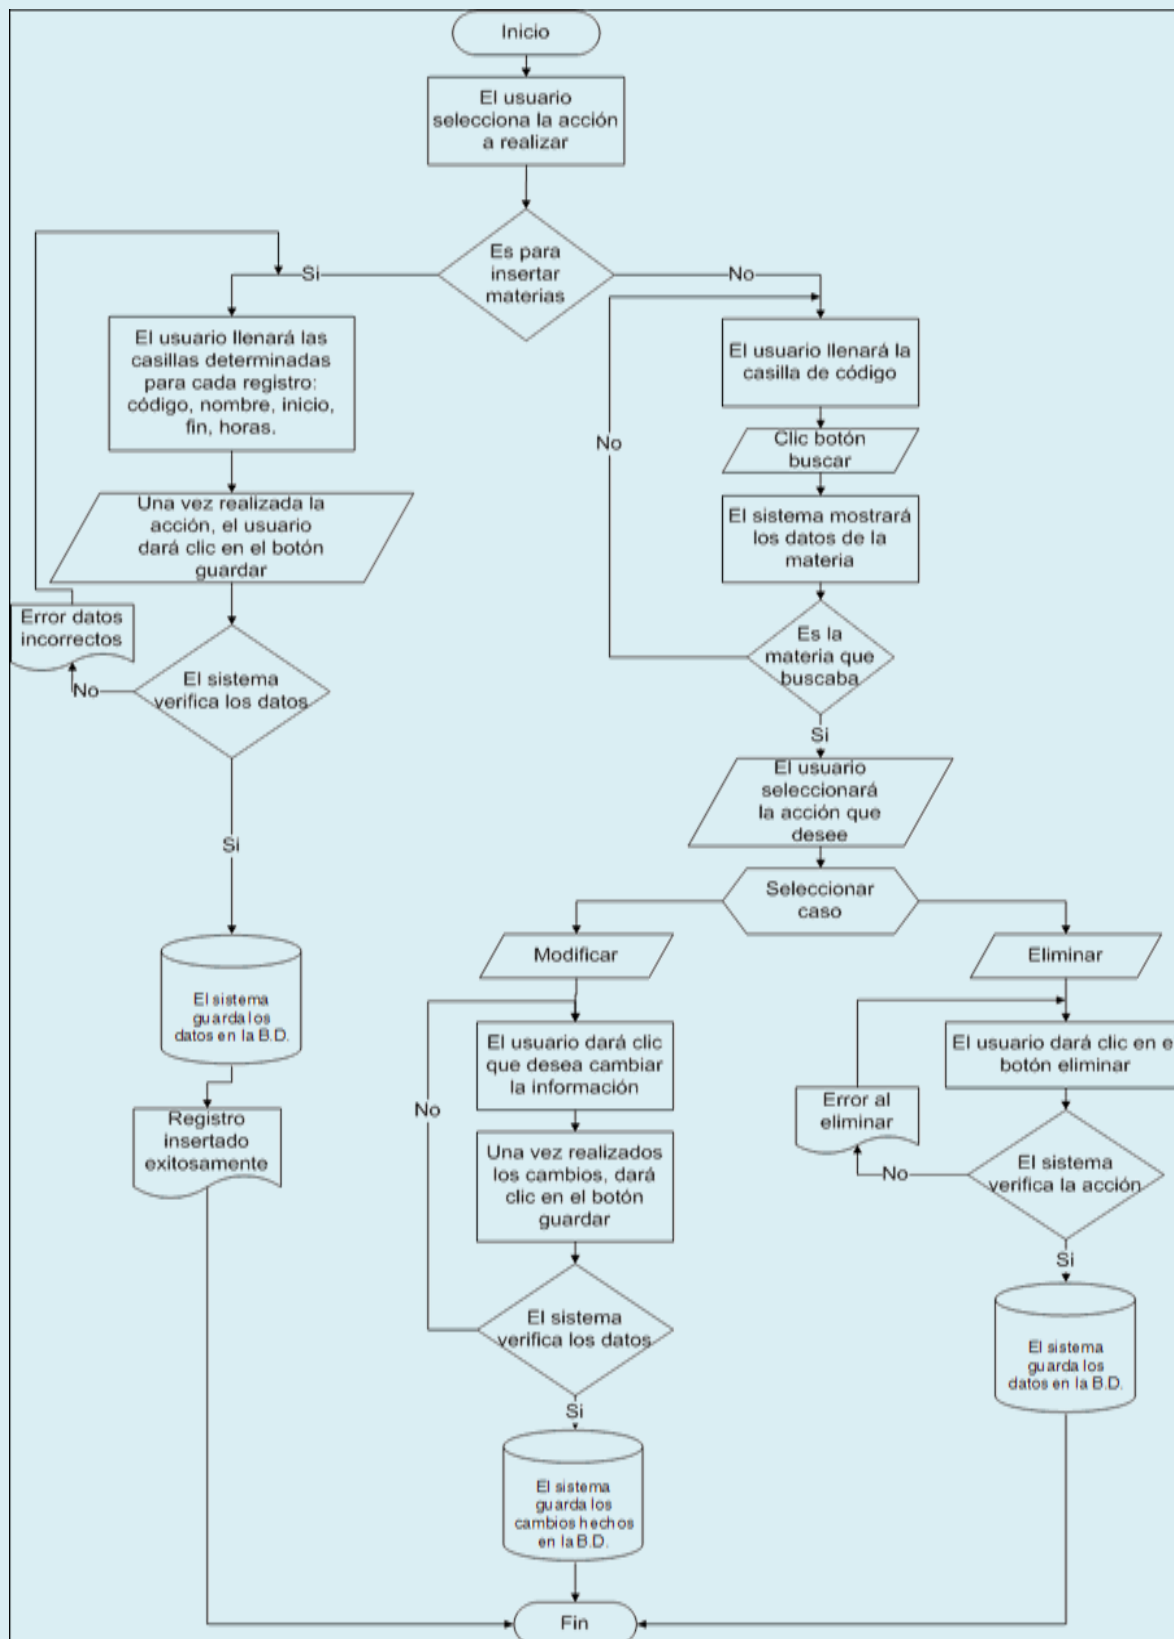 Inicio
El usuario
selecciona la acción
a realizar
Es para
insertar
materias
Si
No
El usuario llenará las
casillas determinadas
para cada registro:
código, nombre, inicio,
fin, horas.
Una vez realizada la
acción, el usuario
dará clic en el botón
guardar
Error datos
incorrectos
No
El sistema
verifica los datos
Si
El sistema
guarda los
datos en la B.D.
Registro
insertado
exitosamente
El usuario llenará la
casilla de código
Clic botón
buscar
No
El sistema mostrará
los datos de la
materia
Es la
materia que
buscaba
Si
El usuario
seleccionará
la acción que
desee
Seleccionar
caso
Modificar
El usuario dará clic
que desea cambiar
la información
No
Una vez realizados
los cambios, dará
clic en el botón
guardar
El sistema
verifica los datos
Si
El sistema
guarda los
cambios hechos
en la B.D.
Eliminar
El usuario dará clic en e
botón eliminar
Error al
eliminar
No
El sistema
verifica la acción
Si
El sistema
guarda los
datos en la B.D.
Fin